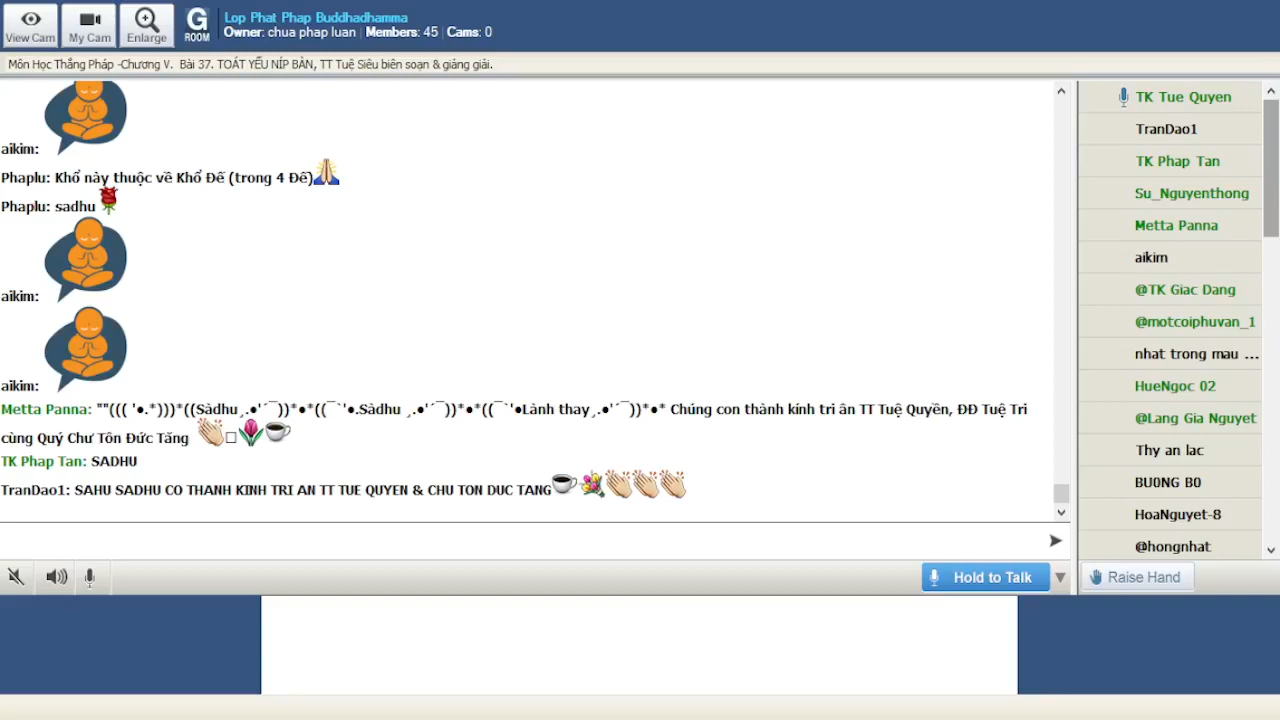 View Cam
My Cam
Enlarge
G
ROOM
Lop Phat Phap Buddhadhamma
Owner: chua phap luan | Members: 45 | Cams: 0
Môn Học Thắng Pháp -Chương V. Bài 37. TOÁT YẾU NÍP BÀN, TT Tuệ Siêu biên soạn & giảng giải.
aikim:
Phaplu: Khổ này thuộc về Khổ Đế (trong 4 Đế)
Phaplu: sadhu
aikim:
aikim:
Metta Panna: ""((( '•.*)))*((Sàdhu¸.•'´¯))*•*((¯`'•.Sàdhu ¸.•'´¯))*•*((¯`'•Lành thay¸.•'´¯))*•* Chúng con thành kính tri ân TT Tuệ Quyền, ĐĐ Tuệ Tri
cùng Quý Chư Tôn Đức Tăng
TK Phap Tan: SADHU
TranDao1: SAHU SADHU CO THANH KINH TRI AN TT TUE QUYEN & CHU TON DUC TANG
Hold to Talk
TK Tue Quyen
TranDao1
TK Phap Tan
Su_Nguyenthong
Metta Panna
aikim
@TK Giac Dang
@motcoiphuvan_1
nhat trong mau ...
HueNgoc 02
@Lang Gia Nguyet
Thy an lac
BU0NG B0
HoaNguyet-8
@hongnhat
Raise Hand